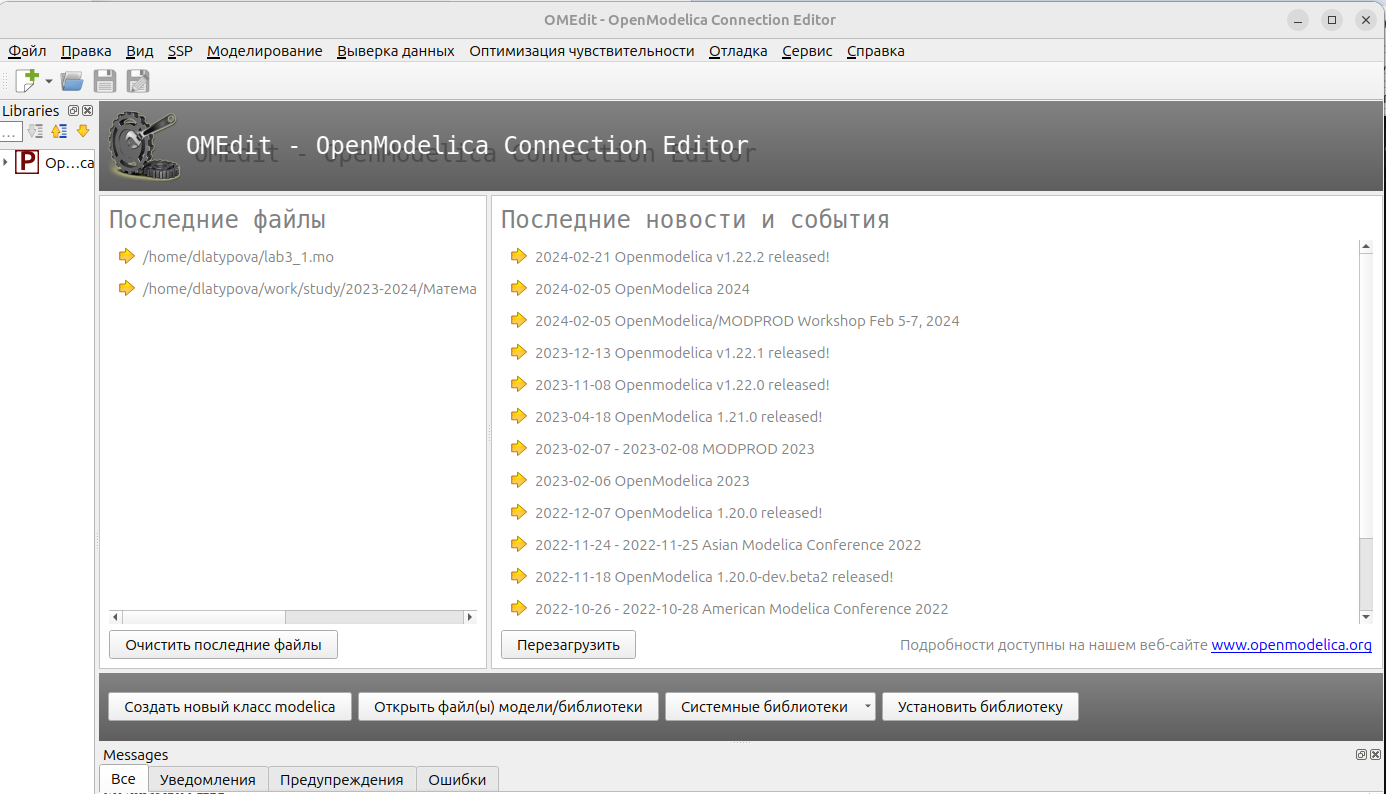 OMEdit - OpenModelica Connection Editor
Файл Правка Вид SSP Моделирование Выверка данных Оптимизация чувствительности Отладка Сервис Справка
Libraries
...
P Op...ca
OMEdit - OpenModelica Connection Editor
Последние файлы
/home/dlatypova/lab3_1.mo
/home/dlatypova/work/study/2023-2024/Матема
Очистить последние файлы
Последние новости и события
2024-02-21 Openmodelica v1.22.2 released!
2024-02-05 OpenModelica 2024
2024-02-05 OpenModelica/MODPROD Workshop Feb 5-7, 2024
2023-12-13 Openmodelica v1.22.1 released!
2023-11-08 Openmodelica v1.22.0 released!
2023-04-18 OpenModelica 1.21.0 released!
2023-02-07 - 2023-02-08 MODPROD 2023
2023-02-06 OpenModelica 2023
2022-12-07 OpenModelica 1.20.0 released!
2022-11-24 - 2022-11-25 Asian Modelica Conference 2022
2022-11-18 OpenModelica 1.20.0-dev.beta2 released!
2022-10-26 - 2022-10-28 American Modelica Conference 2022
Перезагрузить Подробности доступны на нашем веб-сайте www.openmodelica.org
Создать новый класс modelica Открыть файл(ы) модели/библиотеки Системные библиотеки Установить библиотеку
Messages
Все Уведомления Предупреждения Ошибки